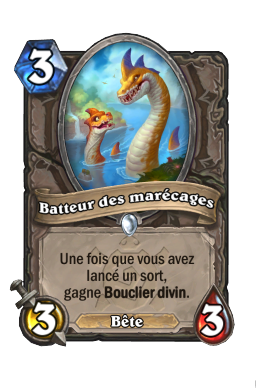 3
Batteur des marécages
Une fois que vous avez
lancé un sort,
gagne Bouclier divin.
3
Bête
3